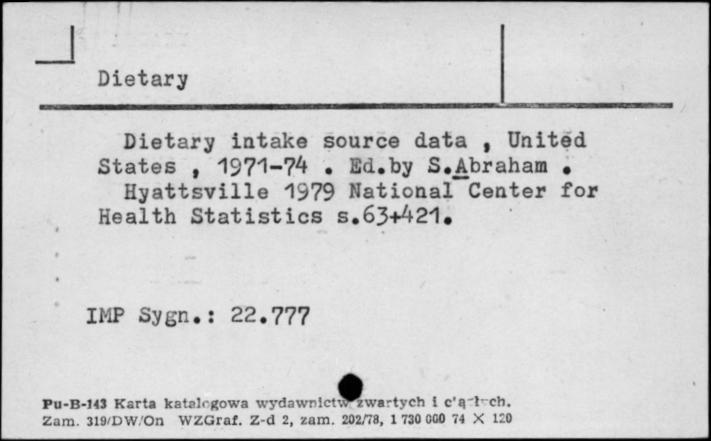 Dietary
Dietary intake source data , United
States , 1971-74 . Ed.by S.Abraham .
Hyattsville 1979 National Center for
Health Statistics s.63+421.
IMP Sygn.: 22.777
Pu-B-143 Karta katalogowa wydawnictw zwartych i
Zam. 319/DW/On WZGraf. Z-d 2, zam. 202/78, 1 730 000 74 X 120